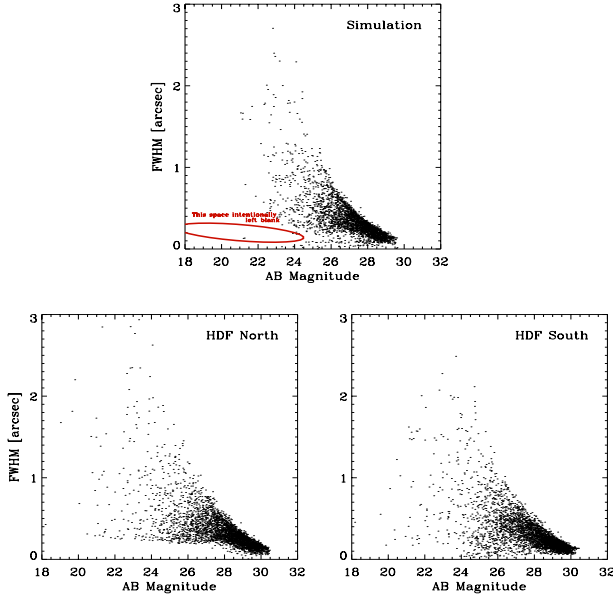 3
Simulation
2
FWHM [arcsec]
1
This space intentionally
left blank
0
18 20 22 24 26 28 30 32
AB Magnitude
3
HDF North
2
FWHM [arcsec]
1
0
18 20 22 24 26 28 30 32
AB Magnitude
3
HDF South
2
1
0
18 20 22 24 26 28 30 32
AB Magnitude